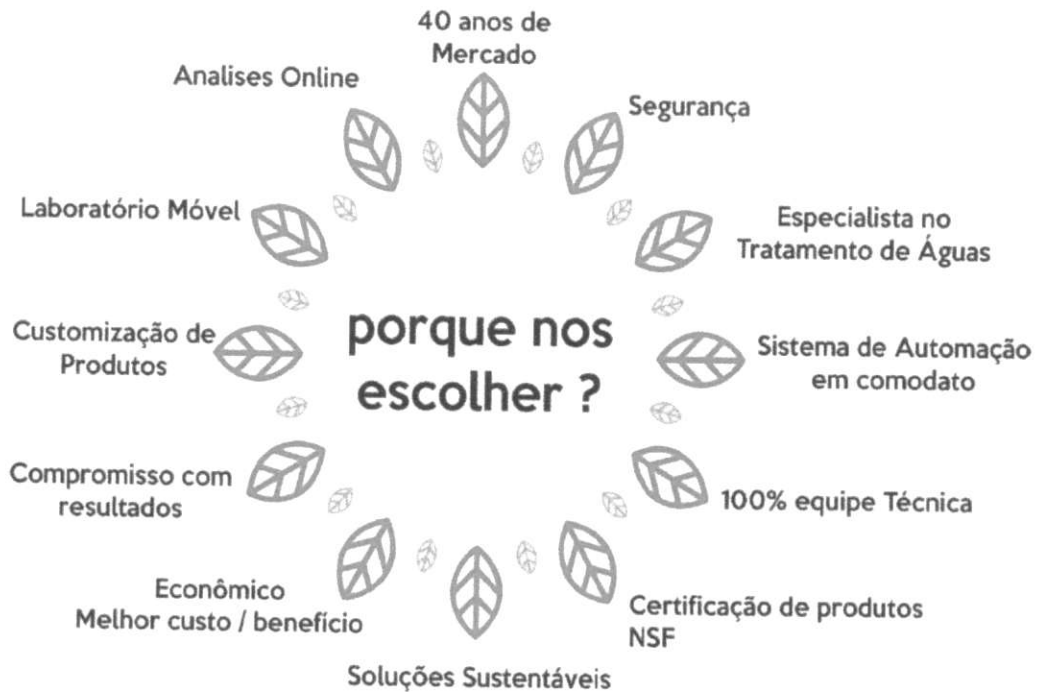 40 anos de
Mercado
Segurança
Especialista no
Tratamento de Águas
Sistema de Automação
em comodato
100% equipe Técnica
Certificação de produtos
NSF
Soluções Sustentáveis
Econômico
Melhor custo / benefício
Compromisso com
resultados
Customização de
Produtos
Laboratório Móvel
Analises Online
porque nos
escolher ?